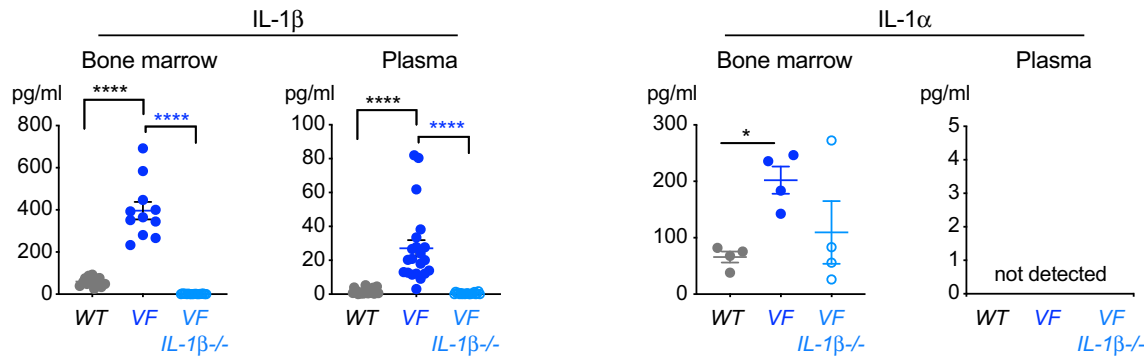 IL-1β
Bone marrow
pg/ml
****
****
800
600
400
200
0
WT
VF
VF
IL-1β-/-
Plasma
pg/ml
****
****
100
80
60
40
20
0
WT
VF
VF
IL-1β-/-
IL-1α
Bone marrow
pg/ml
*
300
200
100
0
WT
VF
VF
IL-1β-/-
Plasma
pg/ml
5
4
3
2
1
0
not detected
WT
VF
VF
IL-1β-/-